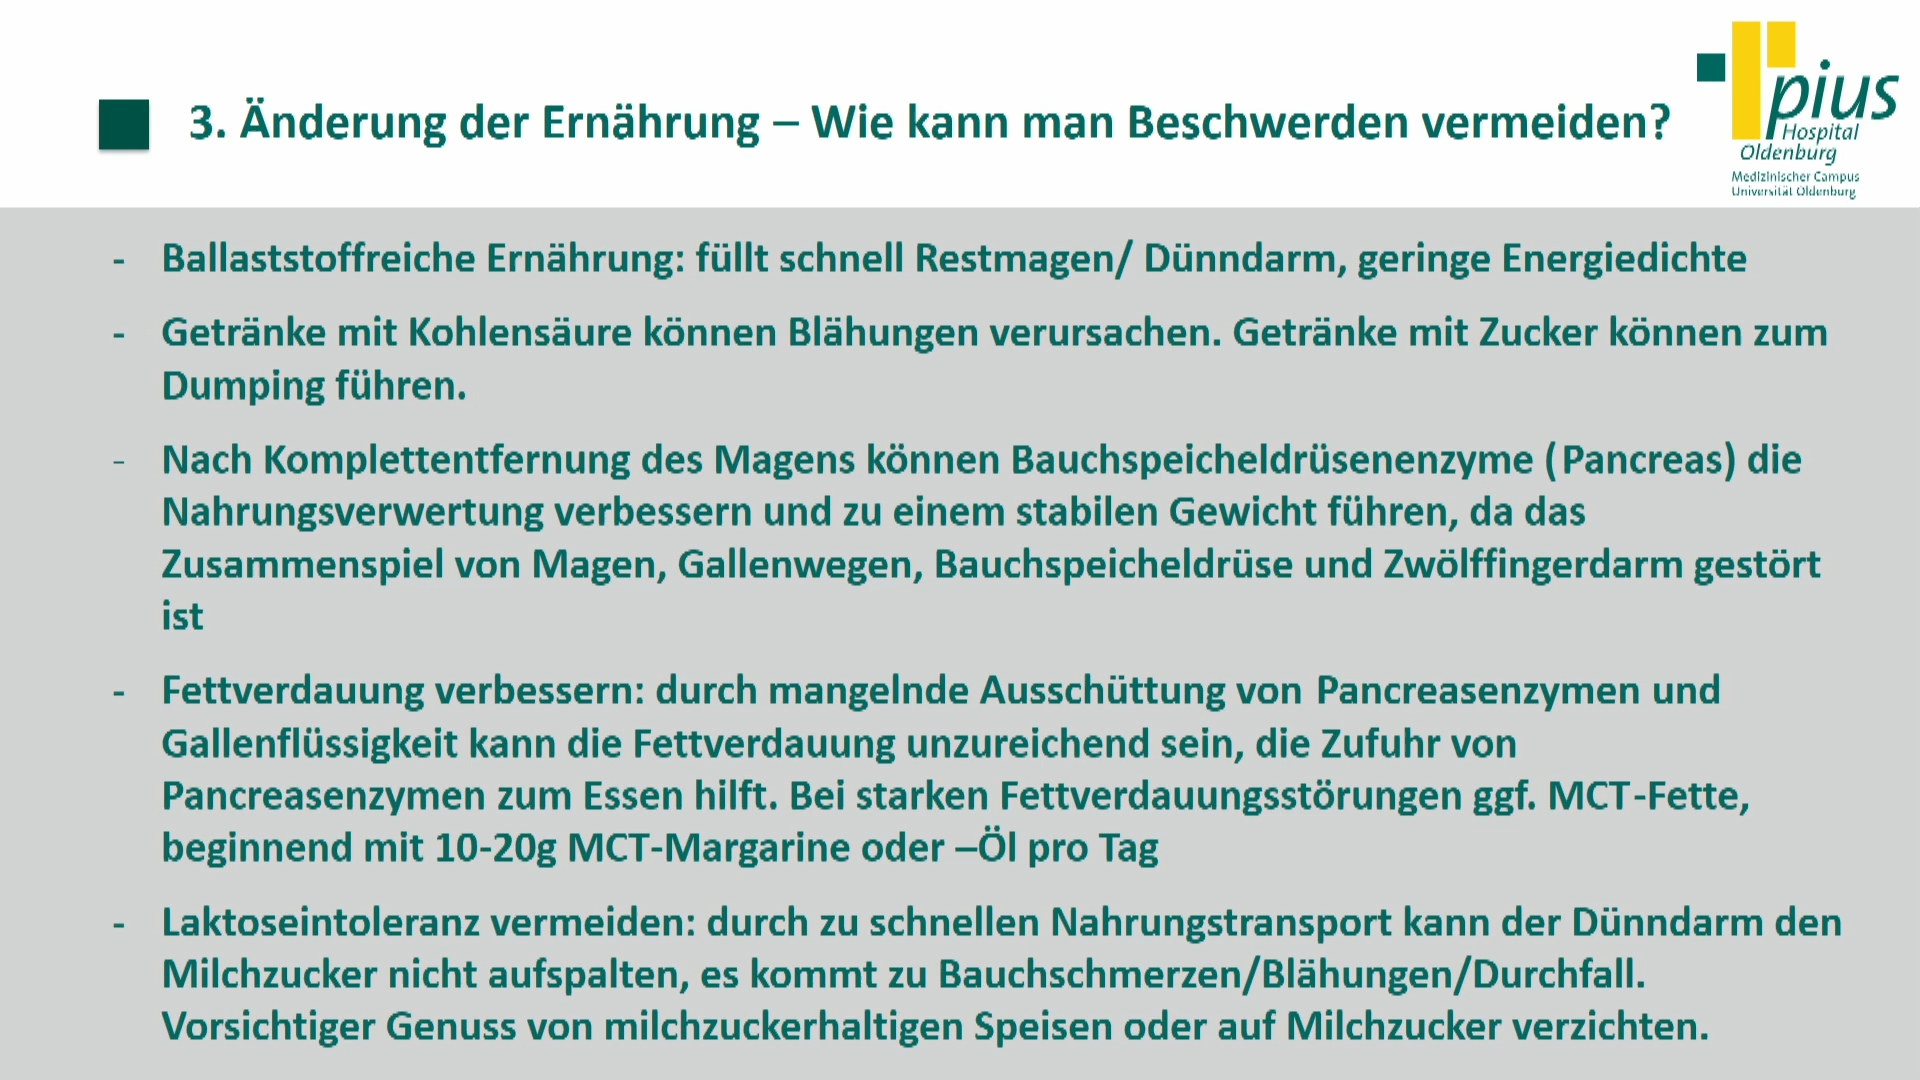 pius
Hospital
Oldenburg
Medizinischer Campus
Universität Oldenburg
3. Änderung der Ernährung – Wie kann man Beschwerden vermeiden?
- Ballaststoffreiche Ernährung: füllt schnell Restmagen/ Dünndarm, geringe Energiedichte
- Getränke mit Kohlensäure können Blähungen verursachen. Getränke mit Zucker können zum
Dumping führen.
- Nach Komplettentfernung des Magens können Bauchspeicheldrüsenenzyme (Pancreas) die
Nahrungsverwertung verbessern und zu einem stabilen Gewicht führen, da das
Zusammenspiel von Magen, Gallenwegen, Bauchspeicheldrüse und Zwölffingerdarm gestört
ist
- Fettverdauung verbessern: durch mangelnde Ausschüttung von Pancreasenzymen und
Gallenflüssigkeit kann die Fettverdauung unzureichend sein, die Zufuhr von
Pancreasenzymen zum Essen hilft. Bei starken Fettverdauungsstörungen ggf. MCT-Fette,
beginnend mit 10-20g MCT-Margarine oder –Öl pro Tag
- Laktoseintoleranz vermeiden: durch zu schnellen Nahrungstransport kann der Dünndarm den
Milchzucker nicht aufspalten, es kommt zu Bauchschmerzen/Blähungen/Durchfall.
Vorsichtiger Genuss von milchzuckerhaltigen Speisen oder auf Milchzucker verzichten.